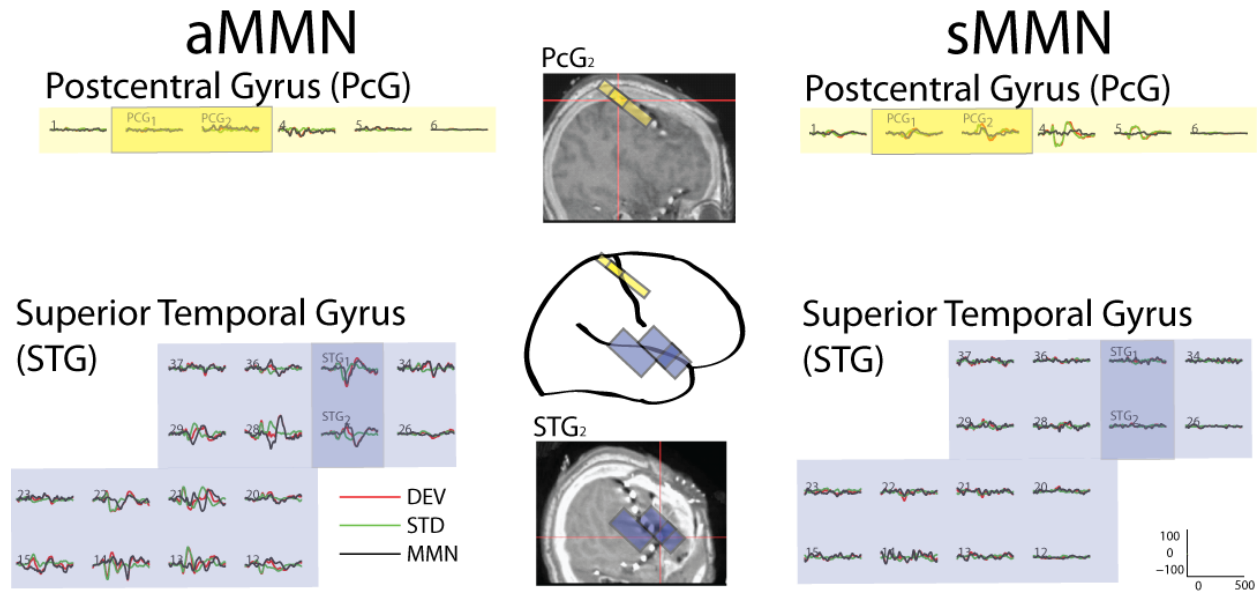 aMMN
Postcentral Gyrus (PcG)
1 PCG1 PCG2 4 5 6
Superior Temporal Gyrus
(STG)
37 36 STG1 34
29 28 STG2 26
23 22 21 20
15 14 13 12
DEV
STD
MMN
PcG2
STG2
sMMN
Postcentral Gyrus (PcG)
1 PCG1 PCG2 4 5 6
Superior Temporal Gyrus
(STG)
37 36 STG1 34
29 28 STG2 26
23 22 21 20
15 14 13 12
100
0
−100
0 500